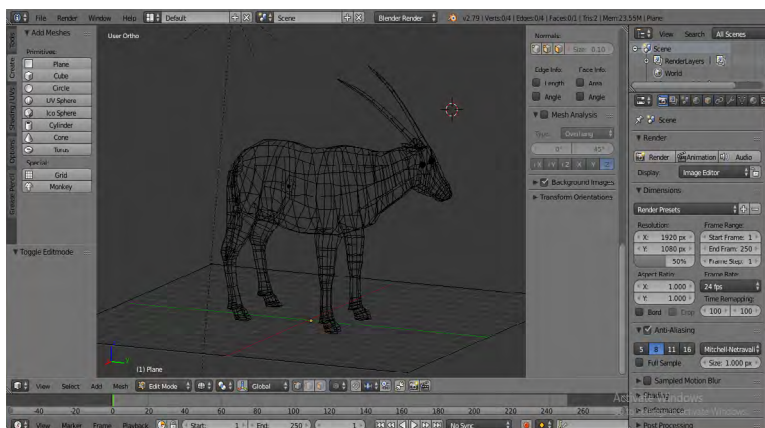 File Render Window Help Default Scene Blender Render v2.79 | Verts:0/4 | Edges:0/4 | Faces:0/1 | Tris:2 | Mem:23.55M | Plane
Tools
Create
Shading / UVs
Options
Grease Pencil
Add Meshes
Primitives:
Plane
Cube
Circle
UV Sphere
Ico Sphere
Cylinder
Cone
Torus
Special:
Grid
Monkey
Toggle Editmode
User Ortho
(1) Plane
Normals:
Size: 0.10
Edge Info: Face Info:
Length Area
Angle Angle
Mesh Analysis
Type: Overhang
0° 45°
Background Images
Transform Orientations
View Search All Scenes
Scene
RenderLayers
World
Scene
Render
Render Animation Audio
Display: Image Editor
Dimensions
Render Presets
Resolution: Frame Range:
X: 1920 px Start Frame: 1
Y: 1080 px End Fram: 250
50% Frame Step: 1
Aspect Ratio: Frame Rate:
X: 1.000 24 fps
Y: 1.000 Time Remapping:
Bord Crop 100 100
Anti-Aliasing
5 8 11 16 Mitchell-Netravali
Full Sample Size: 1.000 px
Sampled Motion Blur
Shading
Performance
Post Processing
Activate Windows
View Select Add Mesh Edit Mode Global
-40 -20 0 20 40 60 80 100 120 140 160 180 200 220 240 260
View Marker Frame Playback Start: 1 End: 250 1 No Sync